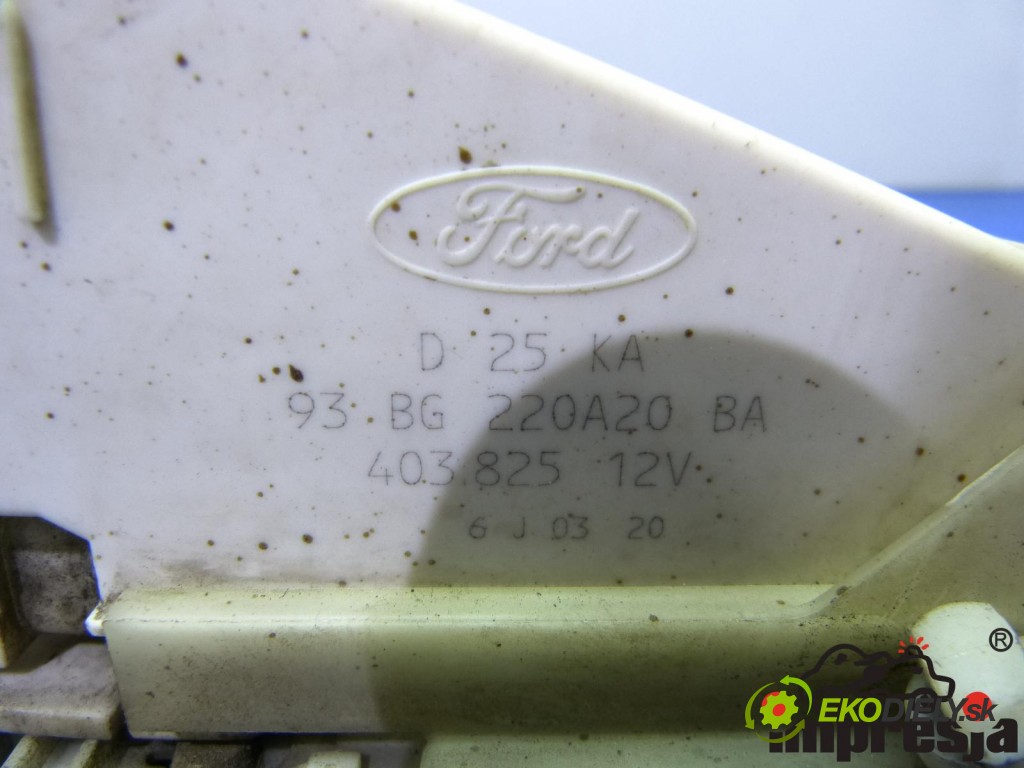 Ford
D 25 KA
93 BG 220A20 BA
403.825 12V
6 J 03 20
®
EKODIELY.sk
impresja